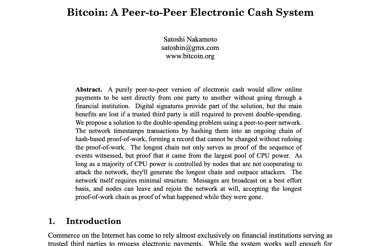 Bitcoin: A Peer-to-Peer Electronic Cash System
Satoshi Nakamoto
satoshin@gmx.com
www.bitcoin.org
Abstract. A purely peer-to-peer version of electronic cash would allow online
payments to be sent directly from one party to another without going through a
financial institution. Digital signatures provide part of the solution, but the main
benefits are lost if a trusted third party is still required to prevent double-spending.
We propose a solution to the double-spending problem using a peer-to-peer network.
The network timestamps transactions by hashing them into an ongoing chain of
hash-based proof-of-work, forming a record that cannot be changed without redoing
the proof-of-work. The longest chain not only serves as proof of the sequence of
events witnessed, but proof that it came from the largest pool of CPU power. As
long as a majority of CPU power is controlled by nodes that are not cooperating to
attack the network, they'll generate the longest chain and outpace attackers. The
network itself requires minimal structure. Messages are broadcast on a best effort
basis, and nodes can leave and rejoin the network at will, accepting the longest
proof-of-work chain as proof of what happened while they were gone.
1. Introduction
Commerce on the Internet has come to rely almost exclusively on financial institutions serving as
trusted third parties to process electronic payments. While the system works well enough for